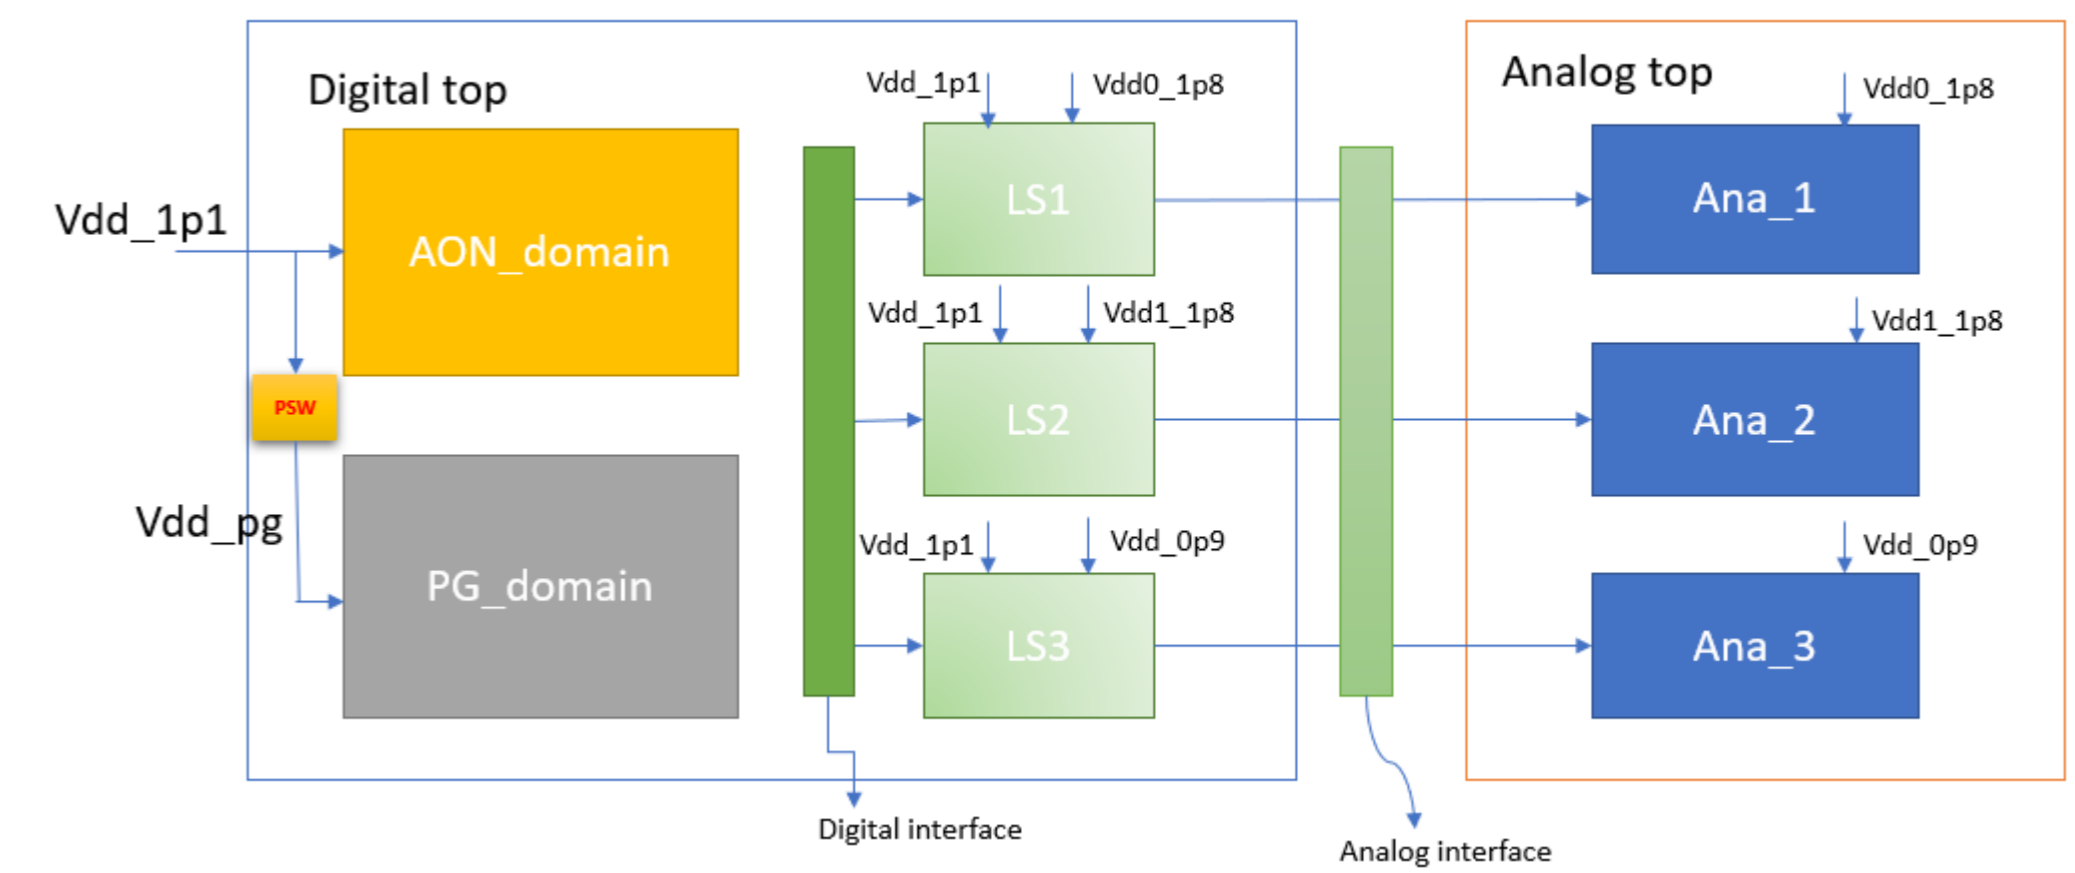 Digital top
Analog top
Vdd_1p1
Vdd0_1p8
Vdd0_1p8
LS1
Ana_1
Vdd_1p1
AON_domain
Vdd_1p1
Vdd1_1p8
Vdd1_1p8
PSW
LS2
Ana_2
Vdd_pg
Vdd_1p1
Vdd_0p9
Vdd_0p9
PG_domain
LS3
Ana_3
Digital interface
Analog interface